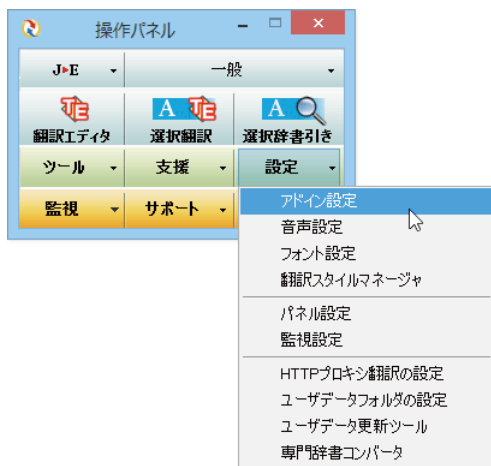 操作パネル
J▸E
一般
翻訳エディタ
選択翻訳
選択辞書引き
ツール
支援
設定
監視
サポート
アドイン設定
音声設定
フォント設定
翻訳スタイルマネージャ
パネル設定
監視設定
HTTPプロキシ翻訳の設定
ユーザデータフォルダの設定
ユーザデータ更新ツール
専門辞書コンバータ